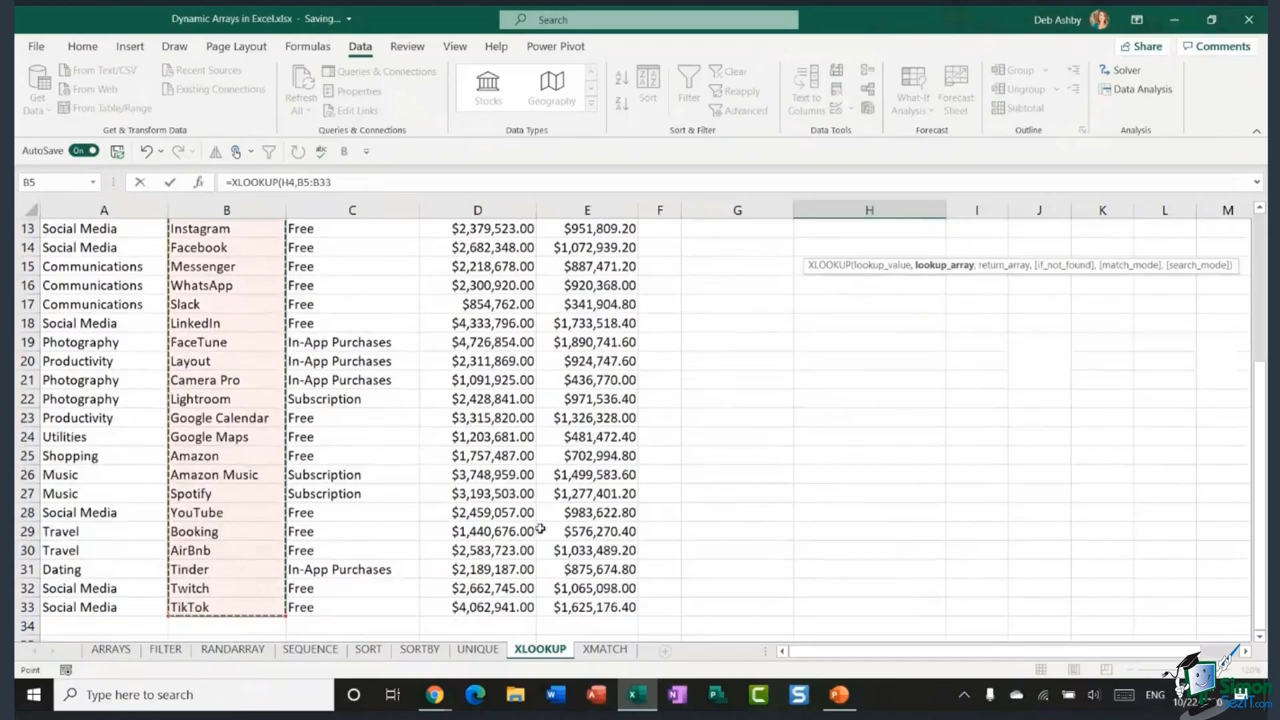 Dynamic Arrays in Excel.xlsx - Saving...
Search
Deb Ashby
File Home Insert Draw Page Layout Formulas Data Review View Help Power Pivot
Share Comments
Get Data
From Text/CSV
From Web
From Table/Range
Recent Sources
Existing Connections
Get & Transform Data
Refresh All
Queries & Connections
Properties
Edit Links
Queries & Connections
Stocks
Geography
Data Types
Sort
Filter
Clear
Reapply
Advanced
Sort & Filter
Text to Columns
Data Tools
What-If Analysis
Forecast Sheet
Forecast
Group
Ungroup
Subtotal
Outline
Solver
Data Analysis
Analysis
AutoSave On
B5
=XLOOKUP(H4,B5:B33
A B C D E F G H I J K L M
13 Social Media Instagram Free $2,379,523.00 $951,809.20
14 Social Media Facebook Free $2,682,348.00 $1,072,939.20
15 Communications Messenger Free $2,218,678.00 $887,471.20
XLOOKUP(lookup_value, lookup_array, return_array, [if_not_found], [match_mode], [search_mode])
16 Communications WhatsApp Free $2,300,920.00 $920,368.00
17 Communications Slack Free $854,762.00 $341,904.80
18 Social Media LinkedIn Free $4,333,796.00 $1,733,518.40
19 Photography FaceTune In-App Purchases $4,726,854.00 $1,890,741.60
20 Productivity Layout In-App Purchases $2,311,869.00 $924,747.60
21 Photography Camera Pro In-App Purchases $1,091,925.00 $436,770.00
22 Photography Lightroom Subscription $2,428,841.00 $971,536.40
23 Productivity Google Calendar Free $3,315,820.00 $1,326,328.00
24 Utilities Google Maps Free $1,203,681.00 $481,472.40
25 Shopping Amazon Free $1,757,487.00 $702,994.80
26 Music Amazon Music Subscription $3,748,959.00 $1,499,583.60
27 Music Spotify Subscription $3,193,503.00 $1,277,401.20
28 Social Media YouTube Free $2,459,057.00 $983,622.80
29 Travel Booking Free $1,440,676.00 $576,270.40
30 Travel AirBnb Free $2,583,723.00 $1,033,489.20
31 Dating Tinder In-App Purchases $2,189,187.00 $875,674.80
32 Social Media Twitch Free $2,662,745.00 $1,065,098.00
33 Social Media TikTok Free $4,062,941.00 $1,625,176.40
34
ARRAYS FILTER RANDARRAY SEQUENCE SORT SORTBY UNIQUE XLOOKUP XMATCH
Point
120%
Type here to search
ENG
10/22